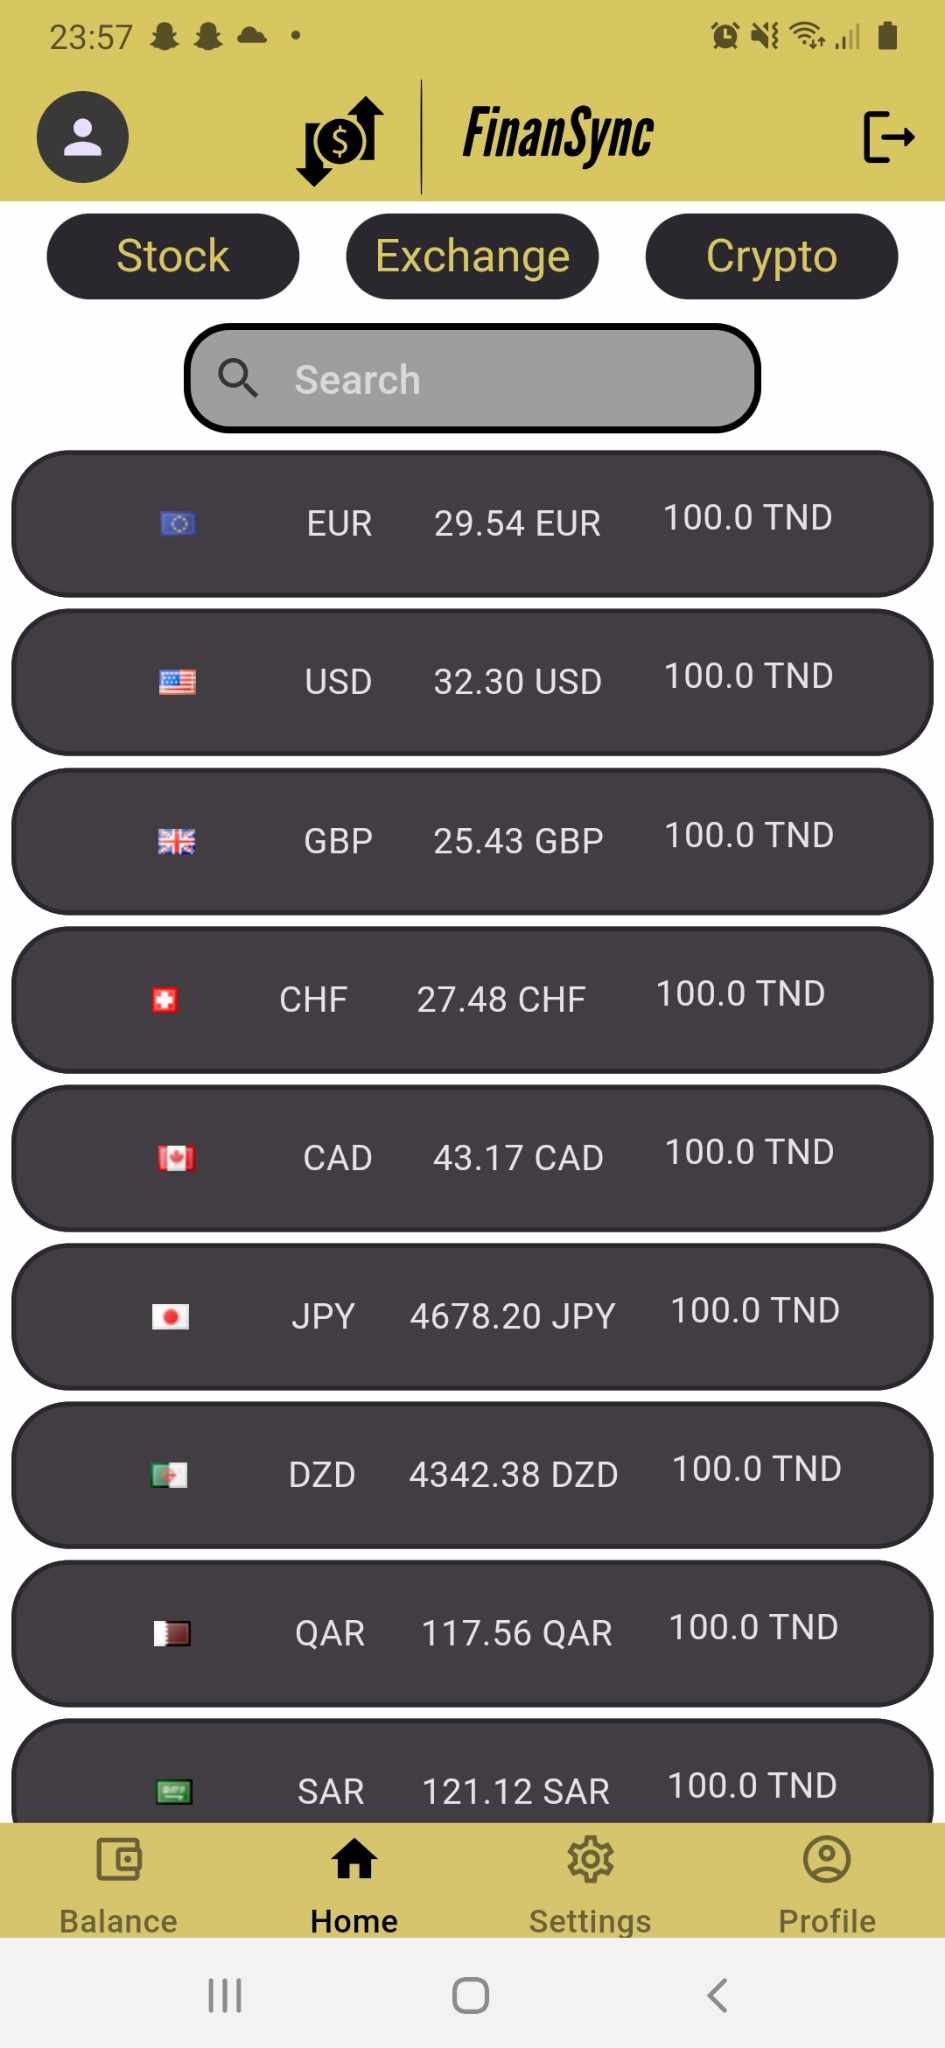 23:57
$ FinanSync
Stock Exchange Crypto
Search
EUR 29.54 EUR 100.0 TND
USD 32.30 USD 100.0 TND
GBP 25.43 GBP 100.0 TND
CHF 27.48 CHF 100.0 TND
CAD 43.17 CAD 100.0 TND
JPY 4678.20 JPY 100.0 TND
DZD 4342.38 DZD 100.0 TND
QAR 117.56 QAR 100.0 TND
SAR 121.12 SAR 100.0 TND
Balance Home Settings Profile